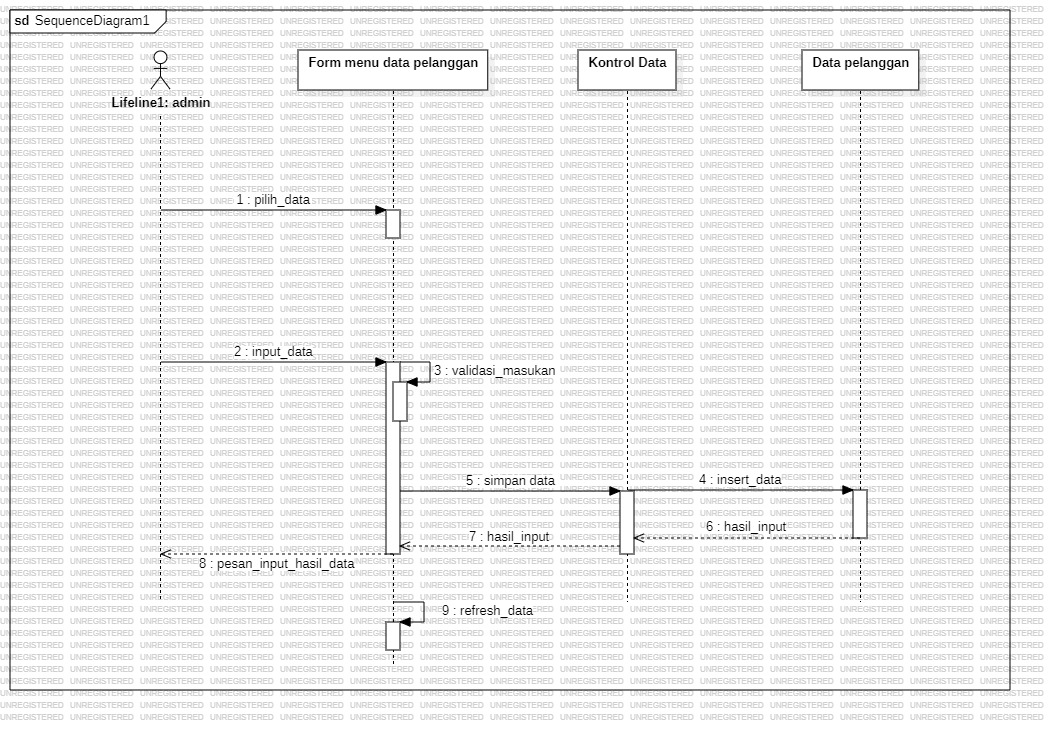 sd SequenceDiagram1
Form menu data pelanggan
Kontrol Data
Data pelanggan
Lifeline1: admin
1 : pilih_data
2 : input_data
3 : validasi_masukan
5 : simpan data
4 : insert_data
6 : hasil_input
7 : hasil_input
8 : pesan_input_hasil_data
9 : refresh_data
UNREGISTERED